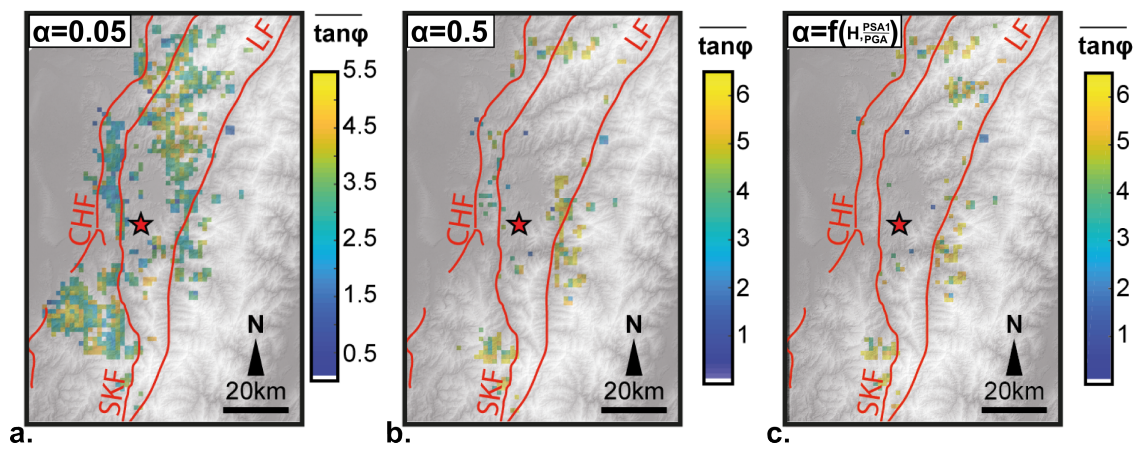 α=0.05
LF
CHF
SKF
N
20km
a.
tanφ
5.5
4.5
3.5
2.5
1.5
0.5
α=0.5
LF
CHF
SKF
N
20km
b.
tanφ
6
5
4
3
2
1
α=f(H,PSA1/PGA)
LF
CHF
SKF
N
20km
c.
tanφ
6
5
4
3
2
1